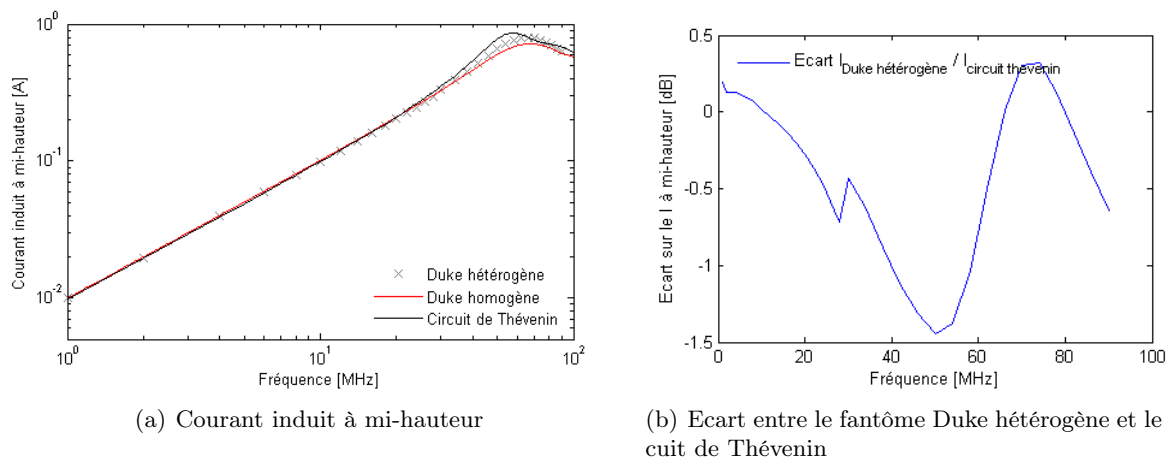 10^0
10^-1
10^-2
10^0
10^1
10^2
Courant induit à mi-hauteur [A]
Fréquence [MHz]
Duke hétérogène
Duke homogène
Circuit de Thévenin
(a) Courant induit à mi-hauteur
0.5
0
-0.5
-1
-1.5
0
20
40
60
80
100
Ecart sur le I à mi-hauteur [dB]
Fréquence [MHz]
Ecart I Duke hétérogène / I circuit thévenin
(b) Ecart entre le fantôme Duke hétérogène et le
cuit de Thévenin